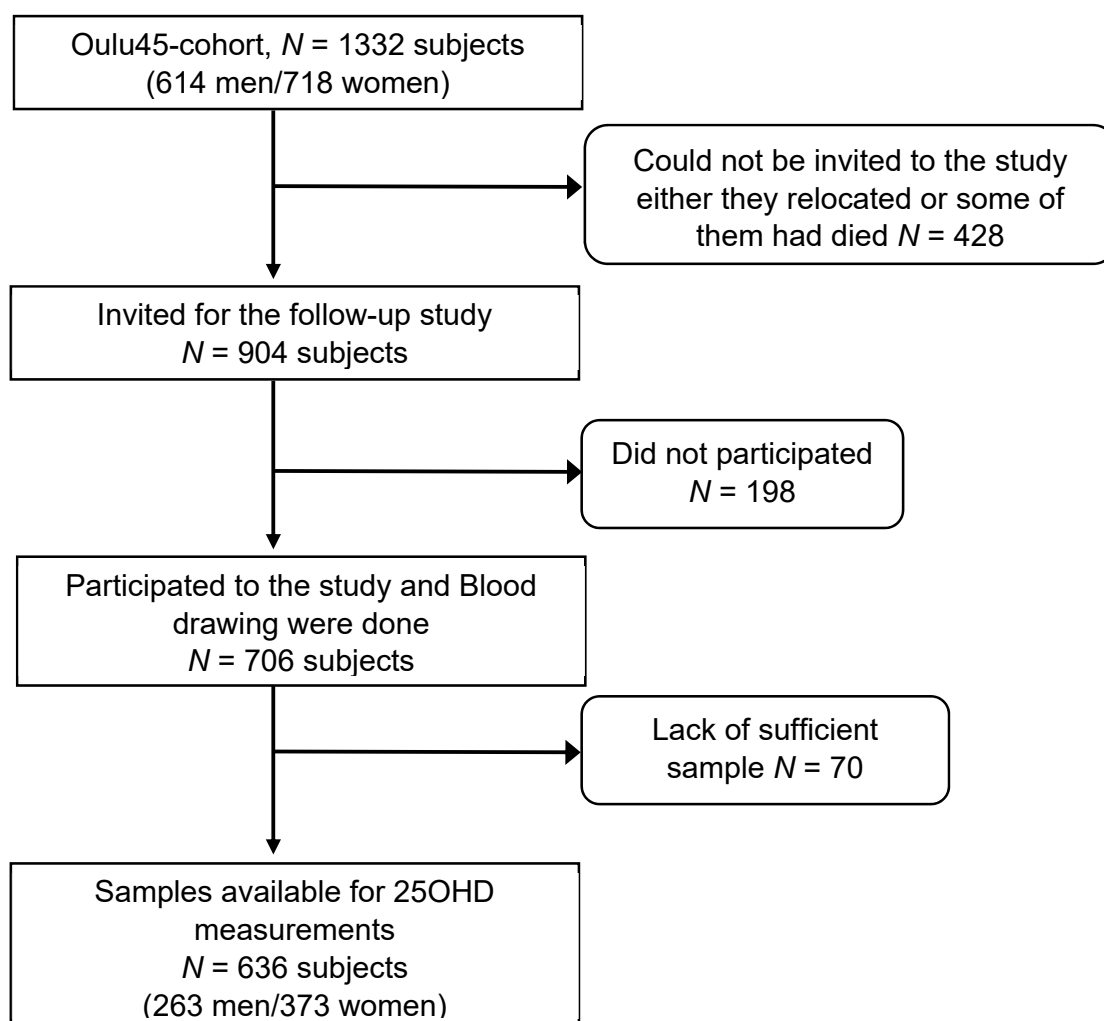 Oulu45-cohort, N = 1332 subjects
(614 men/718 women)
Could not be invited to the study
either they relocated or some of
them had died N = 428
Invited for the follow-up study
N = 904 subjects
Did not participated
N = 198
Participated to the study and Blood
drawing were done
N = 706 subjects
Lack of sufficient
sample N = 70
Samples available for 25OHD
measurements
N = 636 subjects
(263 men/373 women)